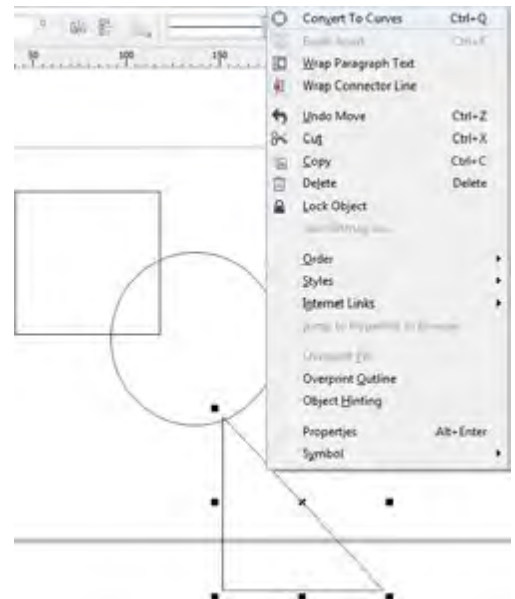 50 100 150
Convert To Curves Ctrl+Q
Wrap Paragraph Text
Wrap Connector Line
Undo Move Ctrl+Z
Cut Ctrl+X
Copy Ctrl+C
Delete Delete
Lock Object
Order
Styles
Internet Links
Overprint Outline
Object Hinting
Properties Alt+Enter
Symbol